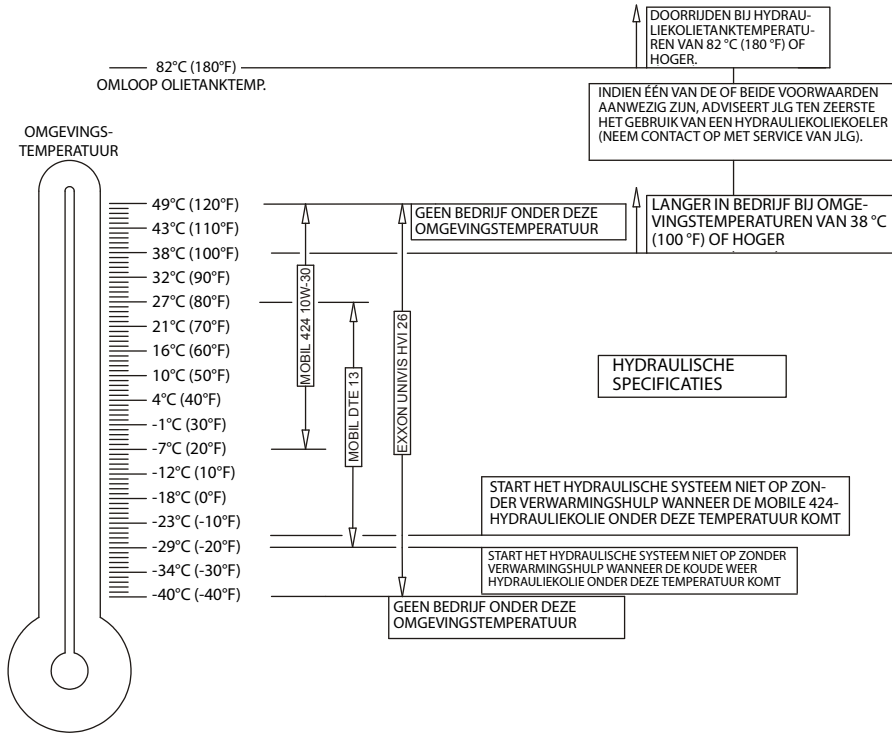 DOORRIJDEN BIJ HYDRAU-
LIEKOLIETANKTEMPERATU-
REN VAN 82 °C (180 °F) OF
HOGER.
82°C (180°F)
OMLOOP OLIETANKTEMP.
INDIEN ÉÉN VAN DE OF BEIDE VOORWAARDEN
AANWEZIG ZIJN, ADVISEERT JLG TEN ZEERSTE
HET GEBRUIK VAN EEN HYDRAULIEKOLIEKOELER
(NEEM CONTACT OP MET SERVICE VAN JLG).
OMGEVINGS-
TEMPERATUUR
49°C (120°F)
43°C (110°F)
38°C (100°F)
32°C (90°F)
27°C (80°F)
21°C (70°F)
16°C (60°F)
10°C (50°F)
4°C (40°F)
-1°C (30°F)
-7°C (20°F)
-12°C (10°F)
-18°C (0°F)
-23°C (-10°F)
-29°C (-20°F)
-34°C (-30°F)
-40°C (-40°F)
MOBIL 424 10W-30
MOBIL DTE 13
EXXON UNIVIS HVI 26
GEEN BEDRIJF ONDER DEZE
OMGEVINGSTEMPERATUUR
LANGER IN BEDRIJF BIJ OMGE-
VINGSTEMPERATUREN VAN 38 °C
(100 °F) OF HOGER
HYDRAULISCHE
SPECIFICATIES
START HET HYDRAULISCHE SYSTEEM NIET OP ZON-
DER VERWARMINGSHULP WANNEER DE MOBILE 424-
HYDRAULIEKOLIE ONDER DEZE TEMPERATUUR KOMT
START HET HYDRAULISCHE SYSTEEM NIET OP ZONDER
VERWARMINGSHULP WANNEER DE KOUDE WEER
HYDRAULIEKOLIE ONDER DEZE TEMPERATUUR KOMT
GEEN BEDRIJF ONDER DEZE
OMGEVINGSTEMPERATUUR